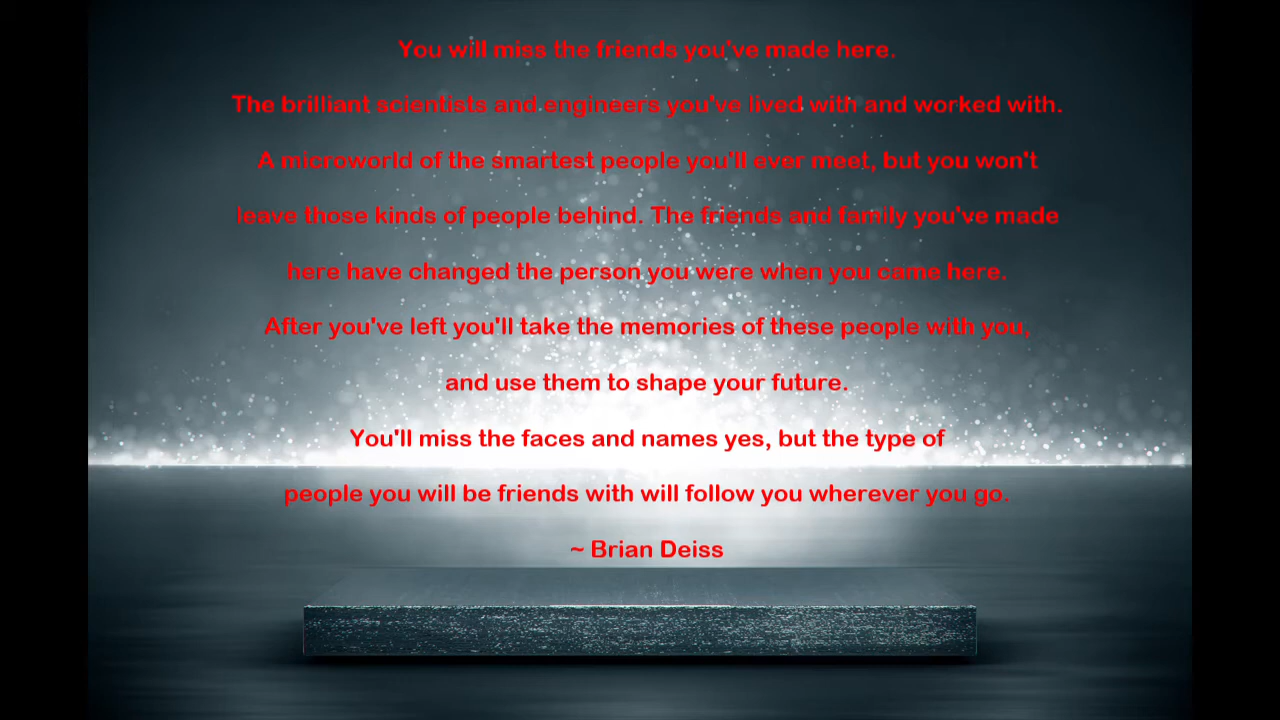 You will miss the friends you've made here.
The brilliant scientists and engineers you've lived with and worked with.
A microworld of the smartest people you'll ever meet, but you won't
leave those kinds of people behind. The friends and family you've made
here have changed the person you were when you came here.
After you've left you'll take the memories of these people with you,
and use them to shape your future.
You'll miss the faces and names yes, but the type of
people you will be friends with will follow you wherever you go.
~ Brian Deiss